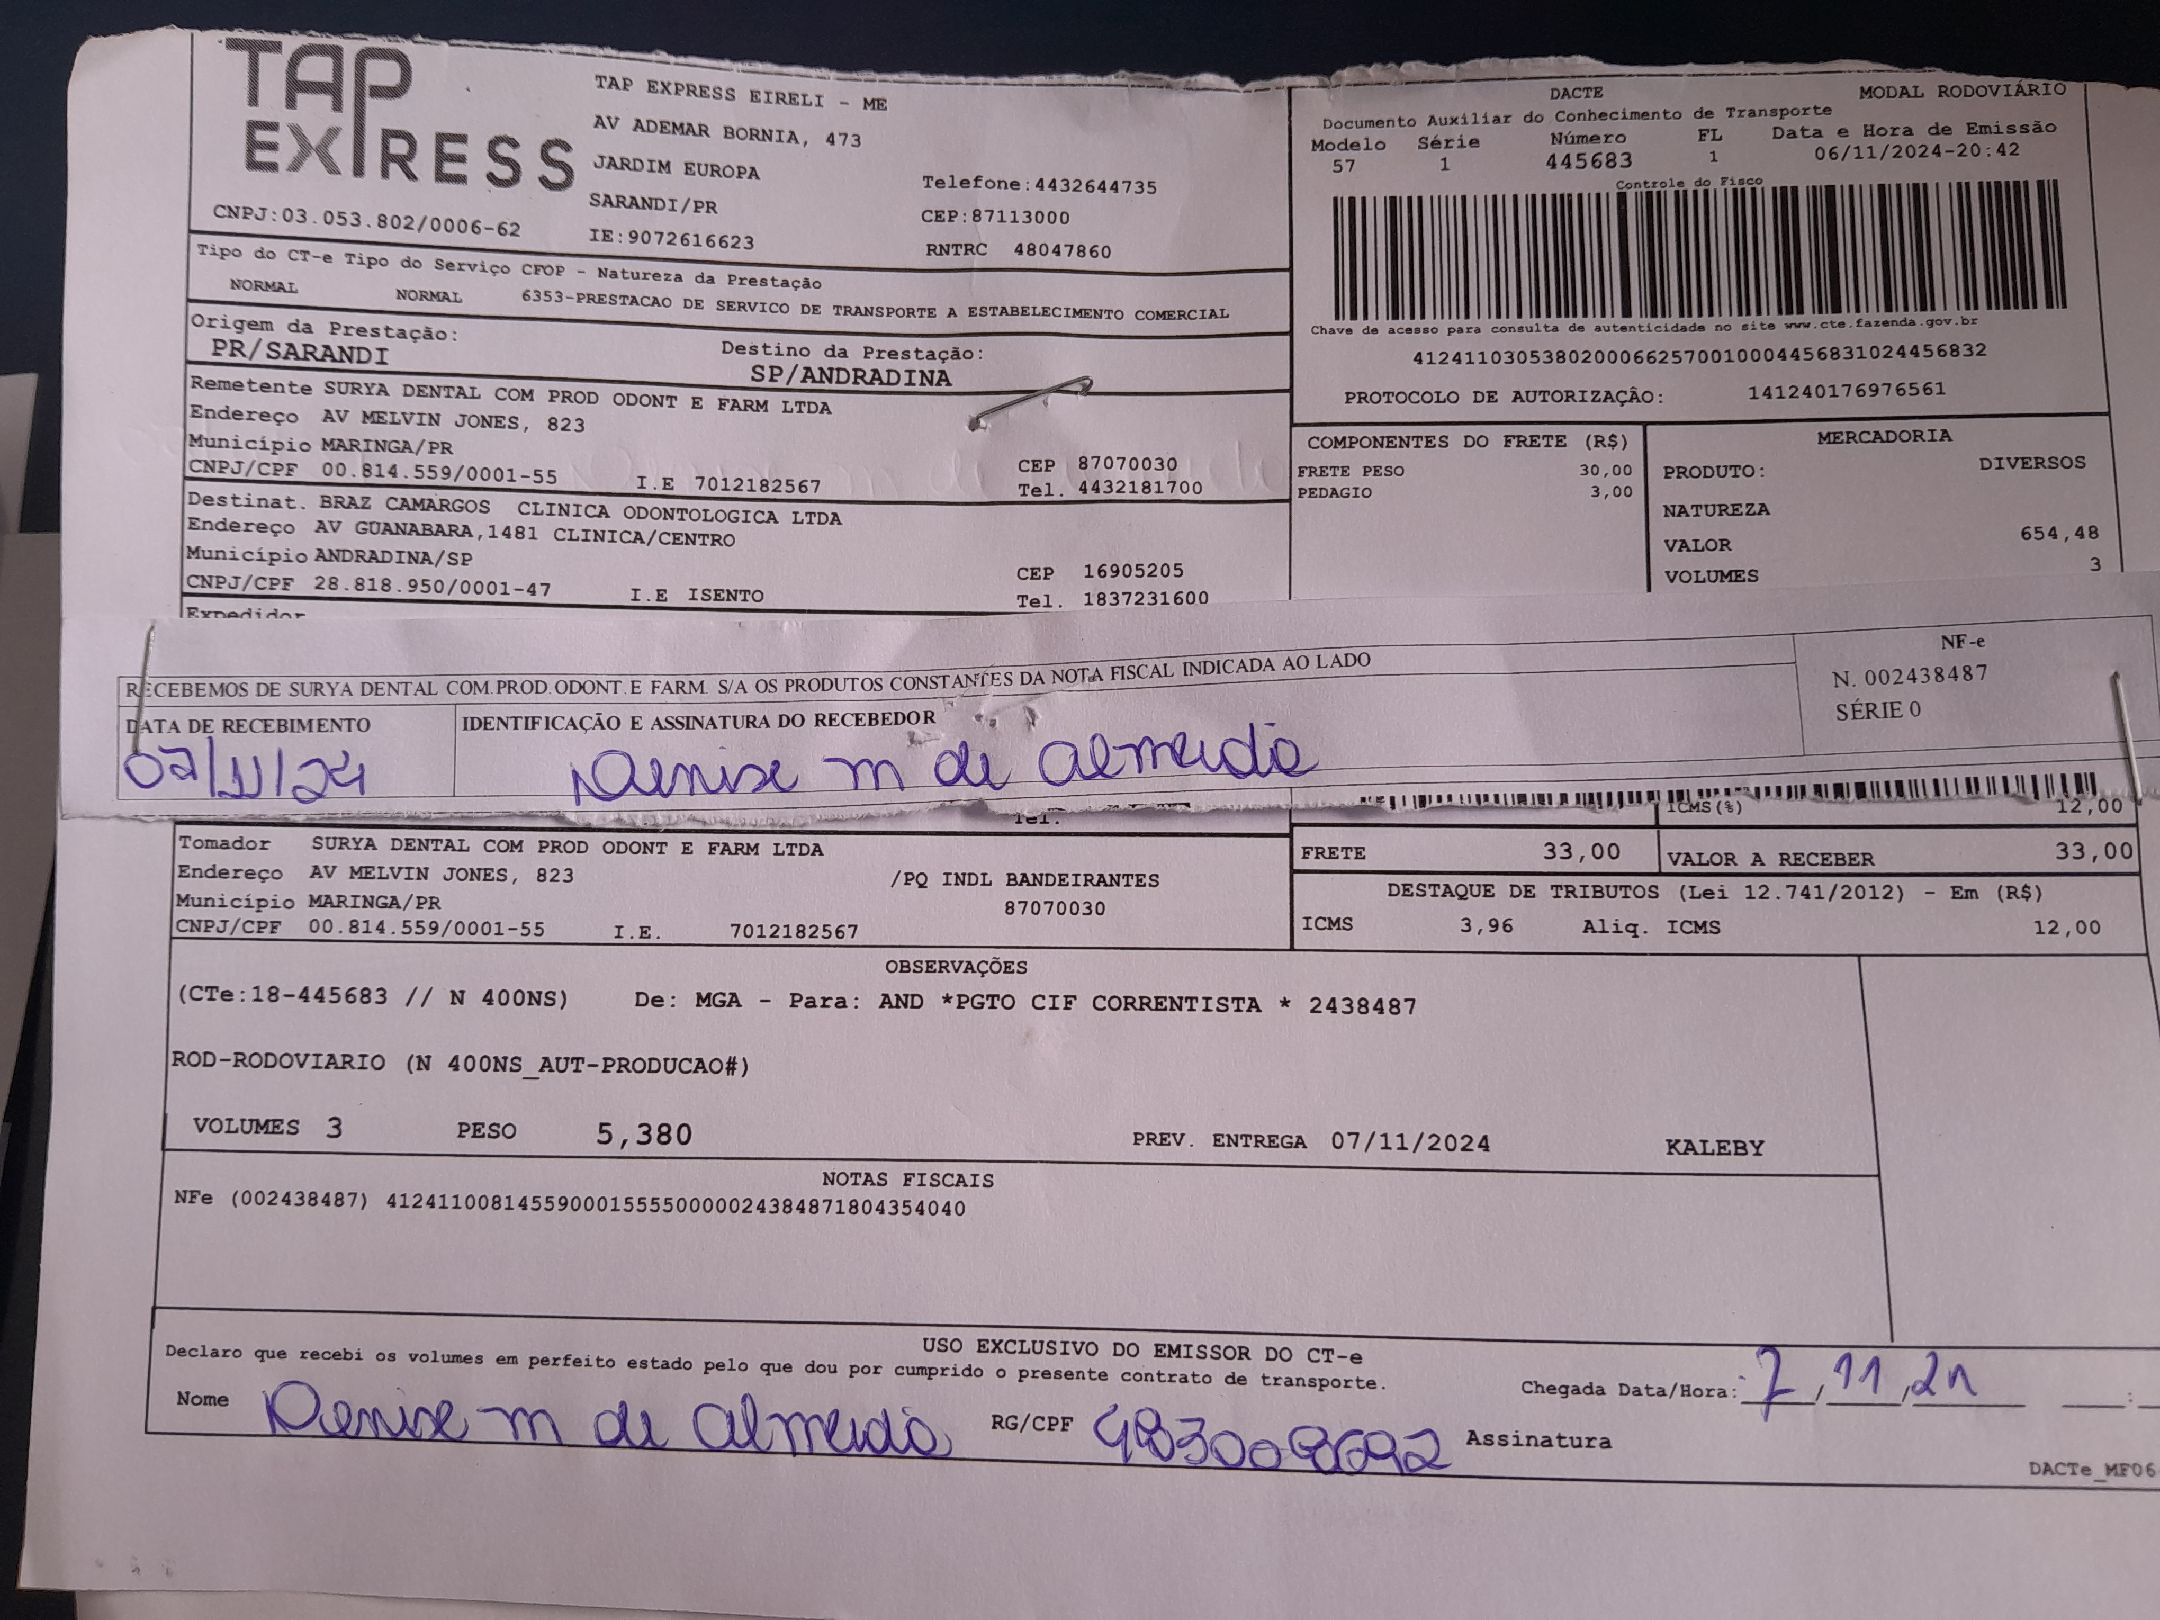 TAP EXPRESS
TAP EXPRESS EIRELI - ME
AV ADEMAR BORNIA, 473
JARDIM EUROPA
SARANDI/PR
IE:9072616623
Telefone:4432644735
CEP:87113000
RNTRC 48047860
CNPJ:03.053.802/0006-62
Tipo do CT-e Tipo do Serviço CFOP - Natureza da Prestação
NORMAL NORMAL 6353-PRESTACAO DE SERVICO DE TRANSPORTE A ESTABELECIMENTO COMERCIAL
Origem da Prestação:
PR/SARANDI
Destino da Prestação:
SP/ANDRADINA
Remetente SURYA DENTAL COM PROD ODONT E FARM LTDA
Endereço AV MELVIN JONES, 823
Município MARINGA/PR
CEP 87070030
CNPJ/CPF 00.814.559/0001-55 I.E 7012182567
Tel. 4432181700
Destinat. BRAZ CAMARGOS CLINICA ODONTOLOGICA LTDA
Endereço AV GUANABARA,1481 CLINICA/CENTRO
Município ANDRADINA/SP
CEP 16905205
CNPJ/CPF 28.818.950/0001-47 I.E ISENTO
Tel. 1837231600
Expedidor
DACTE MODAL RODOVIÁRIO
Documento Auxiliar do Conhecimento de Transporte
Modelo Série Número FL Data e Hora de Emissão
57 1 445683 1 06/11/2024-20:42
Controle do Fisco
Chave de acesso para consulta de autenticidade no site www.cte.fazenda.gov.br
41241103053802000662570010004456831024456832
PROTOCOLO DE AUTORIZAÇÂO: 141240176976561
COMPONENTES DO FRETE (R$)
FRETE PESO 30,00
PEDAGIO 3,00
MERCADORIA
PRODUTO: DIVERSOS
NATUREZA
VALOR 654,48
VOLUMES 3
RECEBEMOS DE SURYA DENTAL COM.PROD.ODONT.E FARM. S/A OS PRODUTOS CONSTANTES DA NOTA FISCAL INDICADA AO LADO
DATA DE RECEBIMENTO
07/11/24
IDENTIFICAÇÃO E ASSINATURA DO RECEBEDOR
Denise m de Almeida
NF-e
N. 002438487
SÉRIE 0
Tel.
ICMS(%) 12,00
Tomador SURYA DENTAL COM PROD ODONT E FARM LTDA
Endereço AV MELVIN JONES, 823 /PQ INDL BANDEIRANTES
Município MARINGA/PR 87070030
CNPJ/CPF 00.814.559/0001-55 I.E. 7012182567
FRETE 33,00 VALOR A RECEBER 33,00
DESTAQUE DE TRIBUTOS (Lei 12.741/2012) - Em (R$)
ICMS 3,96 Aliq. ICMS 12,00
OBSERVAÇÕES
(CTe:18-445683 // N 400NS) De: MGA - Para: AND *PGTO CIF CORRENTISTA * 2438487
ROD-RODOVIARIO (N 400NS_AUT-PRODUCAO#)
VOLUMES 3 PESO 5,380 PREV. ENTREGA 07/11/2024 KALEBY
NOTAS FISCAIS
NFe (002438487) 41241100814559000155550000024384871804354040
USO EXCLUSIVO DO EMISSOR DO CT-e
Declaro que recebi os volumes em perfeito estado pelo que dou por cumprido o presente contrato de transporte.
Chegada Data/Hora: 7/11/24 :
Nome Denise m de Almeida RG/CPF 4830098692 Assinatura
DACTe_MF06